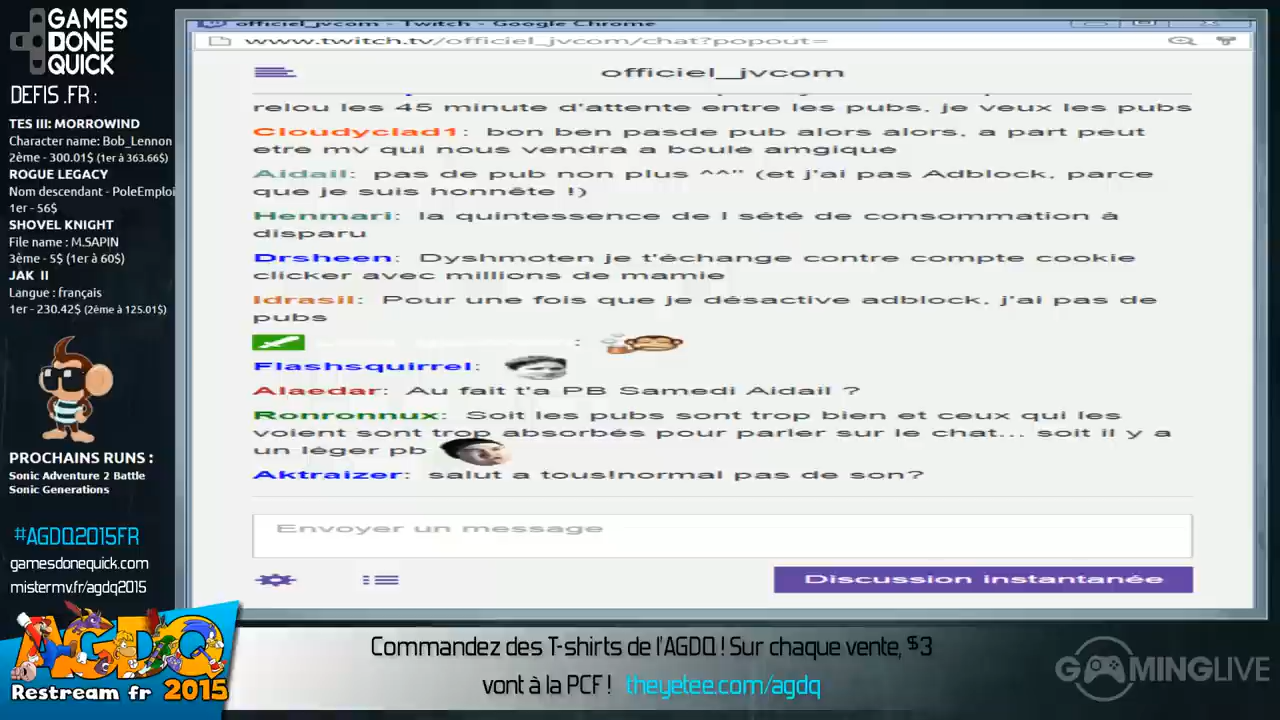 GAMES
DONE
QUICK
DEFIS .FR :
TES III: MORROWIND
Character name: Bob_Lennon
2ème - 300.01$ (1er à 363.66$)
ROGUE LEGACY
Nom descendant - PoleEmploi
1er - 56$
SHOVEL KNIGHT
File name : M.SAPIN
3ème - 5$ (1er à 60$)
JAK II
Langue : français
1er - 230.42$ (2ème à 125.01$)
PROCHAINS RUNS :
Sonic Adventure 2 Battle
Sonic Generations
#AGDQ2015FR
gamesdonequick.com
mistermv.fr/agdq2015
AGDQ
Restream fr 2015
officiel_jvcom - Twitch - Google Chrome
www.twitch.tv/officiel_jvcom/chat?popout=
officiel_jvcom
relou les 45 minute d'attente entre les pubs, je veux les pubs
Cloudyclad1: bon ben pasde pub alors alors, a part peut
etre mv qui nous vendra a boule amgique
Aidail: pas de pub non plus ^^" (et j'ai pas Adblock, parce
que je suis honnête !)
Henmari: la quintessence de l sété de consommation à
disparu
Drsheen: Dyshmoten je t'échange contre compte cookie
clicker avec millions de mamie
Idrasil: Pour une fois que je désactive adblock, j'ai pas de
pubs
:
Flashsquirrel:
Alaedar: Au fait t'a PB Samedi Aidail ?
Ronronnux: Soit les pubs sont trop bien et ceux qui les
voient sont trop absorbés pour parler sur le chat... soit il y a
un léger pb
Aktraizer: salut a tous!normal pas de son?
Envoyer un message
Discussion instantanée
Commandez des T-shirts de l'AGDQ ! Sur chaque vente, $3
vont à la PCF ! theyetee.com/agdq
GAMINGLIVE